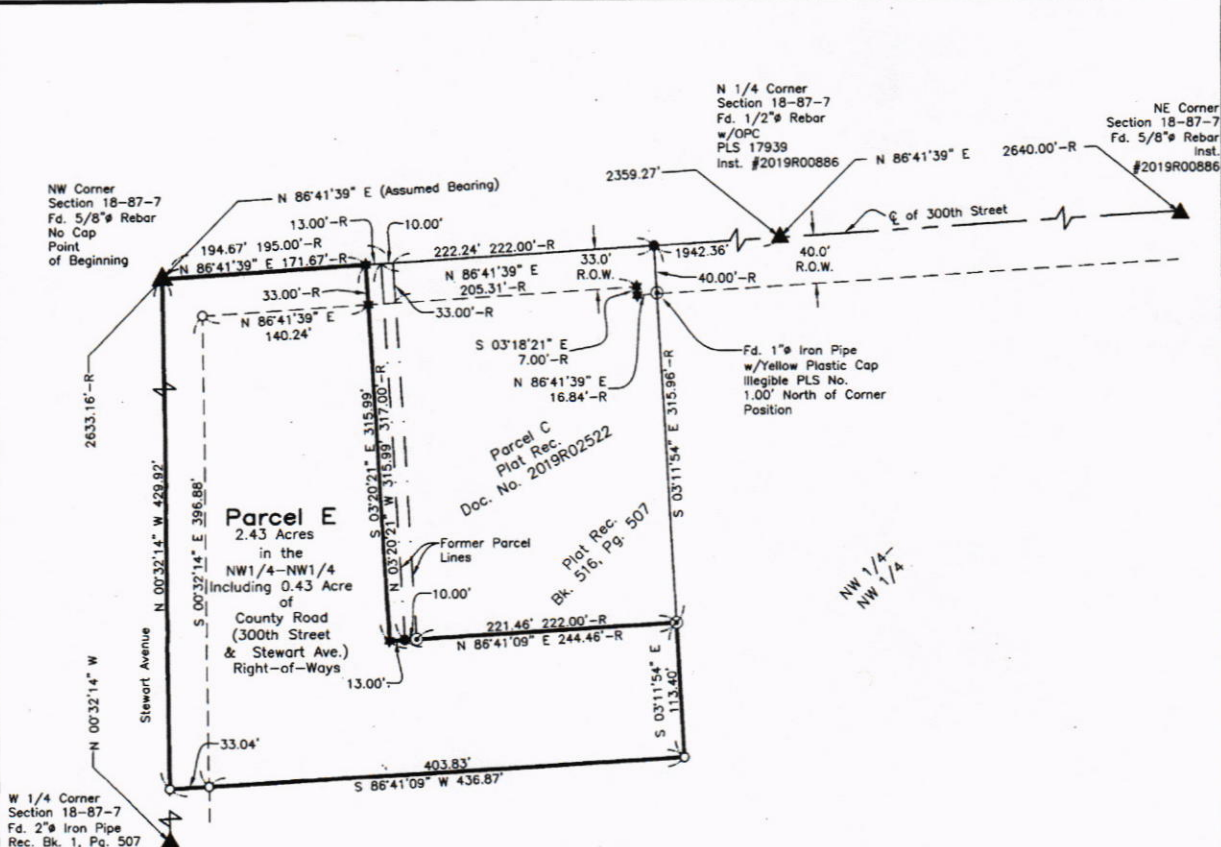 N 1/4 Corner
Section 18-87-7
Fd. 1/2"ø Rebar
w/OPC
PLS 17939
Inst. #2019R00886
NE Corner
Section 18-87-7
Fd. 5/8"ø Rebar
Inst.
#2019R00886
N 86°41'39" E 2640.00'-R
2359.27'
NW Corner
Section 18-87-7
Fd. 5/8"ø Rebar
No Cap
Point
of Beginning
N 86°41'39" E (Assumed Bearing)
13.00'-R
10.00'
℄ of 300th Street
194.67' 195.00'-R
N 86°41'39" E 171.67'-R
222.24' 222.00'-R
N 86°41'39" E
205.31'-R
33.0'
R.O.W.
1942.36'
40.0'
R.O.W.
40.00'-R
33.00'-R
33.00'-R
N 86°41'39" E
140.24'
S 03°18'21" E
7.00'-R
N 86°41'39" E
16.84'-R
Fd. 1"ø Iron Pipe
w/Yellow Plastic Cap
Illegible PLS No.
1.00' North of Corner
Position
2633.16'-R
N 00°32'14" W 429.92'
S 00°32'14" E 396.88'
S 03°20'21" E 315.99'
N 03°20'21" W 315.99' 317.00'-R
S 03°11'54" E 315.96'-R
Parcel C
Plat Rec.
Doc. No. 2019R02522
Plat Rec.
Bk. 516, Pg. 507
NW 1/4-
NW 1/4
Parcel E
2.43 Acres
in the
NW1/4-NW1/4
Including 0.43 Acre
of
County Road
(300th Street
& Stewart Ave.)
Right-of-Ways
Former Parcel
Lines
10.00'
221.46' 222.00'-R
N 86°41'09" E 244.46'-R
13.00'
S 03°11'54" E
113.40'
Stewart Avenue
N 00°32'14" W
33.04'
403.83'
S 86°41'09" W 436.87'
W 1/4 Corner
Section 18-87-7
Fd. 2"ø Iron Pipe
Rec. Bk. 1, Pg. 507